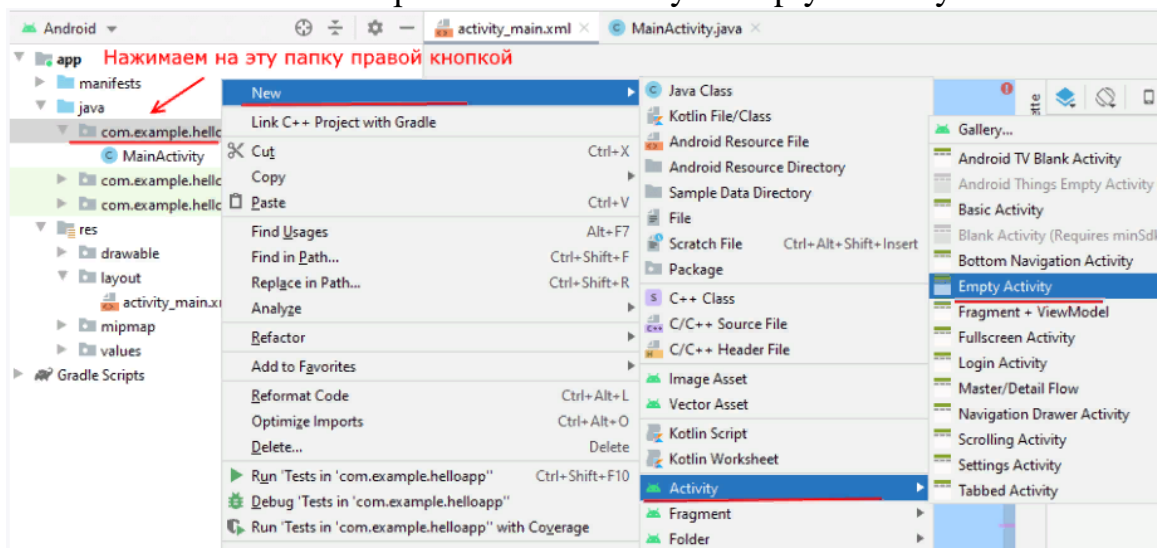 Android
activity_main.xml
MainActivity.java
app
Нажимаем на эту папку правой кнопкой
manifests
java
com.example.hellc
MainActivity
com.example.hellc
com.example.hellc
res
drawable
layout
activity_main.x
mipmap
values
Gradle Scripts
New
Link C++ Project with Gradle
Cut Ctrl+X
Copy
Paste Ctrl+V
Find Usages Alt+F7
Find in Path... Ctrl+Shift+F
Replace in Path... Ctrl+Shift+R
Analyze
Refactor
Add to Favorites
Reformat Code Ctrl+Alt+L
Optimize Imports Ctrl+Alt+O
Delete... Delete
Run 'Tests in 'com.example.helloapp'' Ctrl+Shift+F10
Debug 'Tests in 'com.example.helloapp''
Run 'Tests in 'com.example.helloapp'' with Coverage
Java Class
Kotlin File/Class
Android Resource File
Android Resource Directory
Sample Data Directory
File
Scratch File Ctrl+Alt+Shift+Insert
Package
C++ Class
C/C++ Source File
C/C++ Header File
Image Asset
Vector Asset
Kotlin Script
Kotlin Worksheet
Activity
Fragment
Folder
Gallery...
Android TV Blank Activity
Android Things Empty Activity
Basic Activity
Blank Activity (Requires minSdk
Bottom Navigation Activity
Empty Activity
Fragment + ViewModel
Fullscreen Activity
Login Activity
Master/Detail Flow
Navigation Drawer Activity
Scrolling Activity
Settings Activity
Tabbed Activity